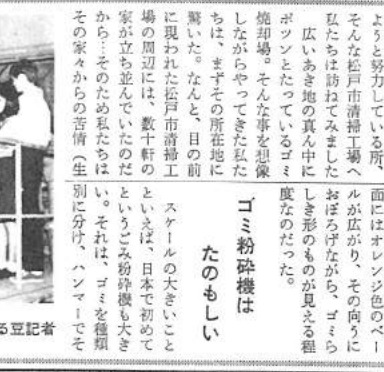 ようと努力している所、
そんな松戸市清掃工場へ
私たちは訪ねてみました
広いあき地の真ん中に
ポツンとたっているゴミ
焼却場。そんな事を想像
しながらやってきた私た
ちは、まずその所在地に
驚いた。なんと、目の前
に現われた松戸市清掃工
場の周辺には、数十軒の
家が立ち並んでいたのだ
から…そのため私たちは
その家々からの苦情（生
面にはオレンジ色のベー
ルが広がり、その向うに
おぼろげながら、ゴミら
しき形のものが見える程
度なのだった。
ゴミ粉砕機は
たのもしい
スケールの大きいこと
といえば、日本で初めて
というごみ粉砕機も大き
い。それは、ゴミを種類
別に分け、ハンマーでそ
る豆記者